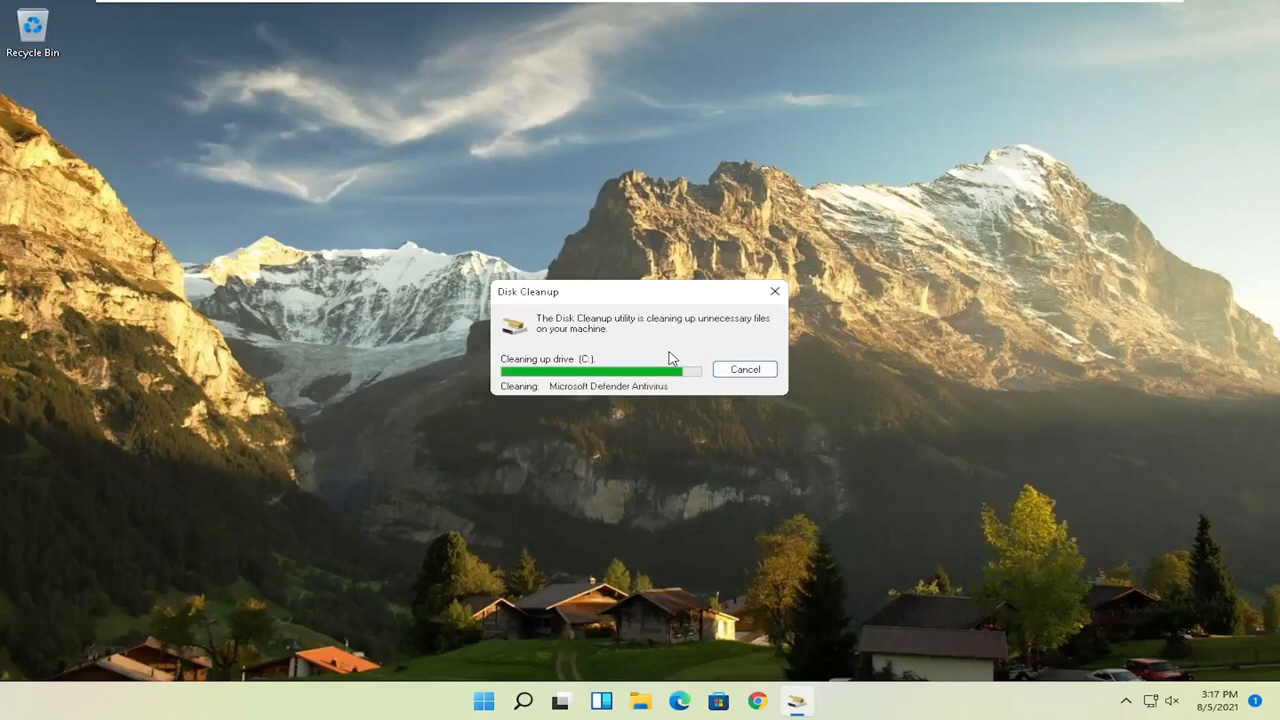 Recycle Bin
Disk Cleanup
The Disk Cleanup utility is cleaning up unnecessary files
on your machine.
Cleaning up drive (C:).
Cancel
Cleaning: Microsoft Defender Antivirus
3:17 PM
8/5/2021
1